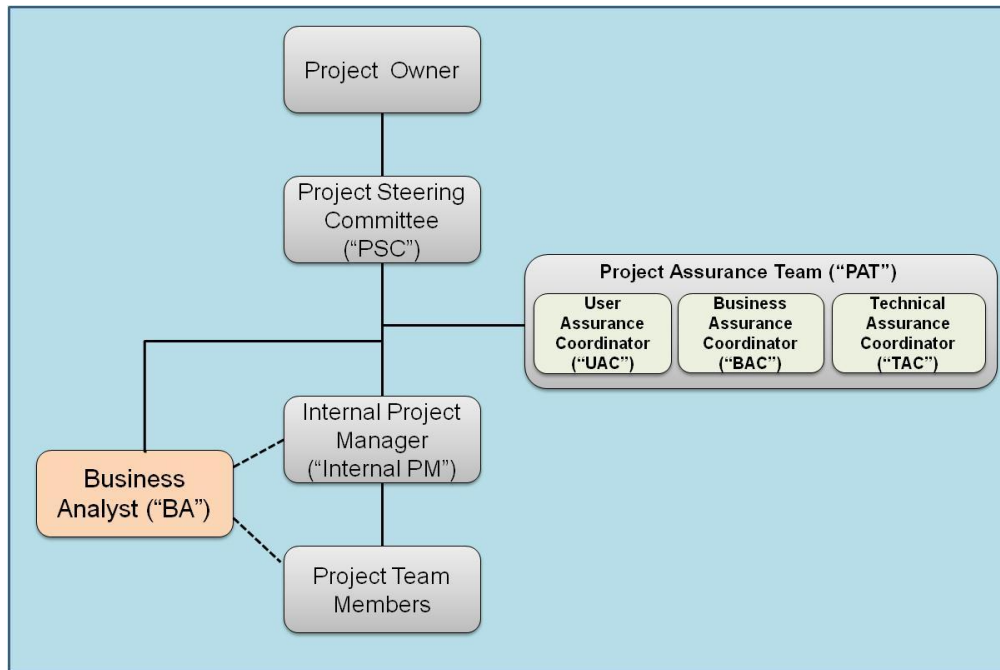 Project Owner
Project Steering
Committee
(“PSC”)
Project Assurance Team (“PAT”)
User
Assurance
Coordinator
(“UAC”)
Business
Assurance
Coordinator
(“BAC”)
Technical
Assurance
Coordinator
(“TAC”)
Internal Project
Manager
(“Internal PM”)
Business
Analyst (“BA”)
Project Team
Members